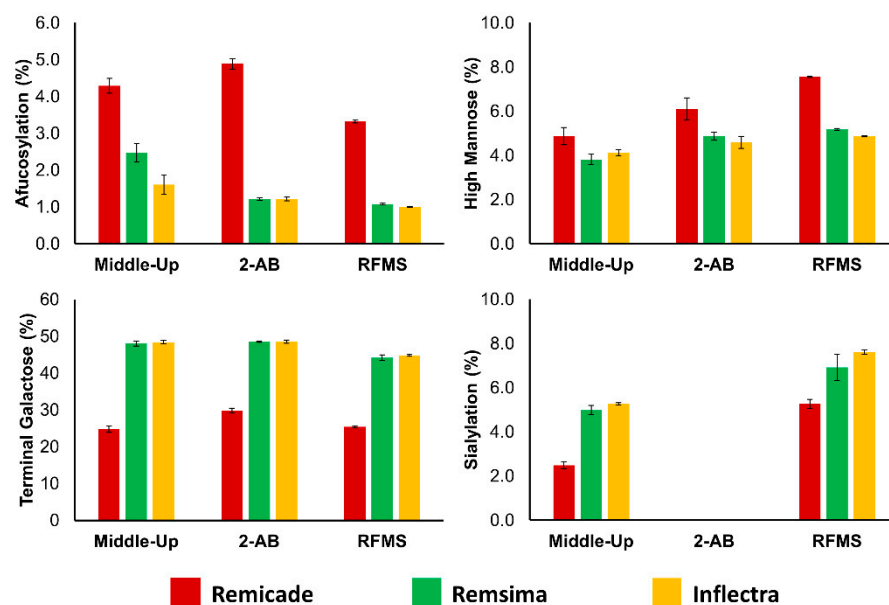 Afucosylation (%)
6.0
5.0
4.0
3.0
2.0
1.0
0.0
Middle-Up 2-AB RFMS
High Mannose (%)
10.0
8.0
6.0
4.0
2.0
0.0
Middle-Up 2-AB RFMS
Terminal Galactose (%)
60
50
40
30
20
10
0
Middle-Up 2-AB RFMS
Sialylation (%)
10.0
8.0
6.0
4.0
2.0
0.0
Middle-Up 2-AB RFMS
Remicade Remsima Inflectra